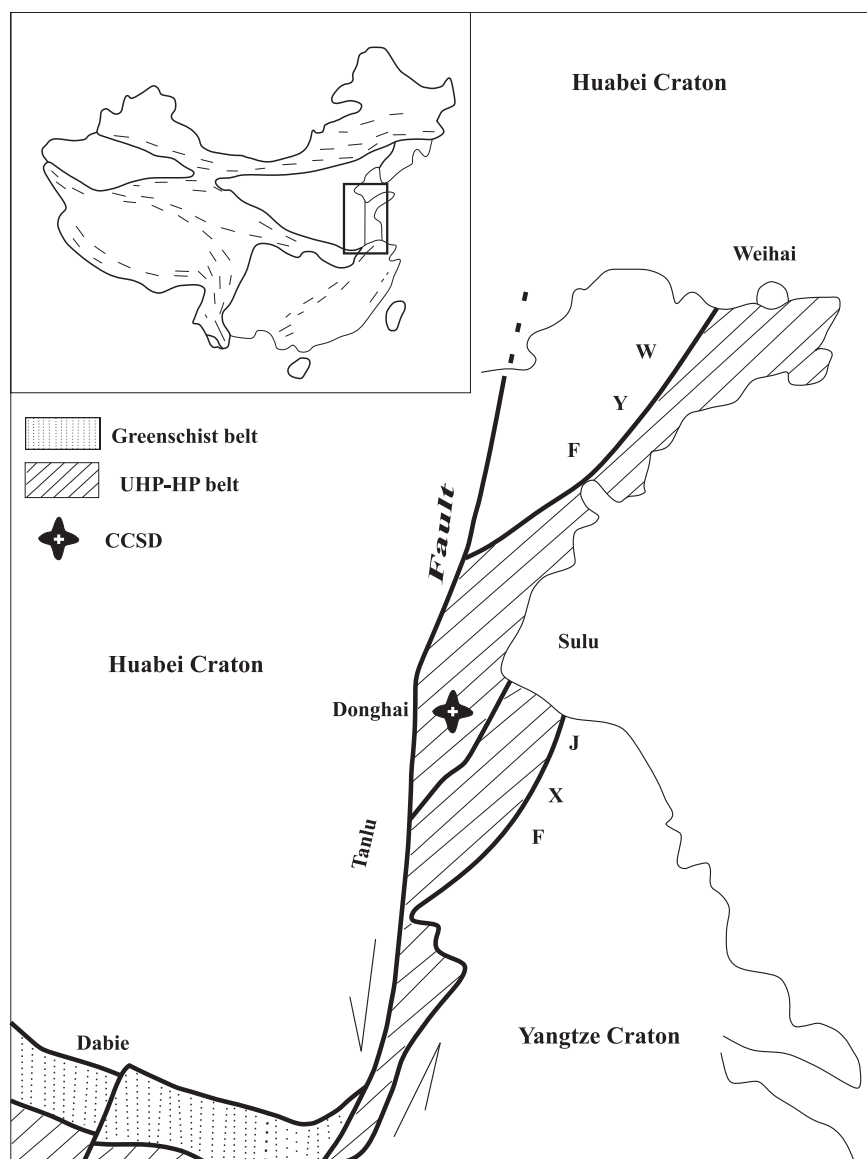 Huabei Craton
Weihai
W
Y
F
Greenschist belt
UHP-HP belt
CCSD
Fault
Sulu
Huabei Craton
Donghai
J
X
F
Tanlu
Yangtze Craton
Dabie